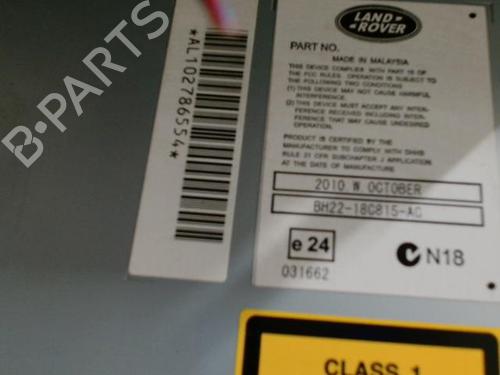 B-PARTS
*AL102786554*
LAND
ROVER
PART NO.
MADE IN MALAYSIA
THIS DEVICE COMPLIES WITH PART 15 OF
THE FCC RULES. OPERATION IS SUBJECT TO
THE FOLLOWING TWO CONDITIONS
(1) THIS DEVICE MAY NOT CAUSE HARMFUL
INTERFERENCE.
(2) THIS DEVICE MUST ACCEPT ANY INTER-
FERENCE RECEIVED INCLUDING INTER-
FERENCE THAT MAY CAUSE UNDESIRED
OPERATION.
PRODUCT IS CERTIFIED BY THE
MANUFACTURER TO COMPLY WITH DHHS
RULE 21 CFR SUBCHAPTER J APPLICABLE
AT THE DATE OF MANUFACTURE.
2010 W OCTOBER
BH22-18C815-AC
e 24
031662
N18
CLASS 1